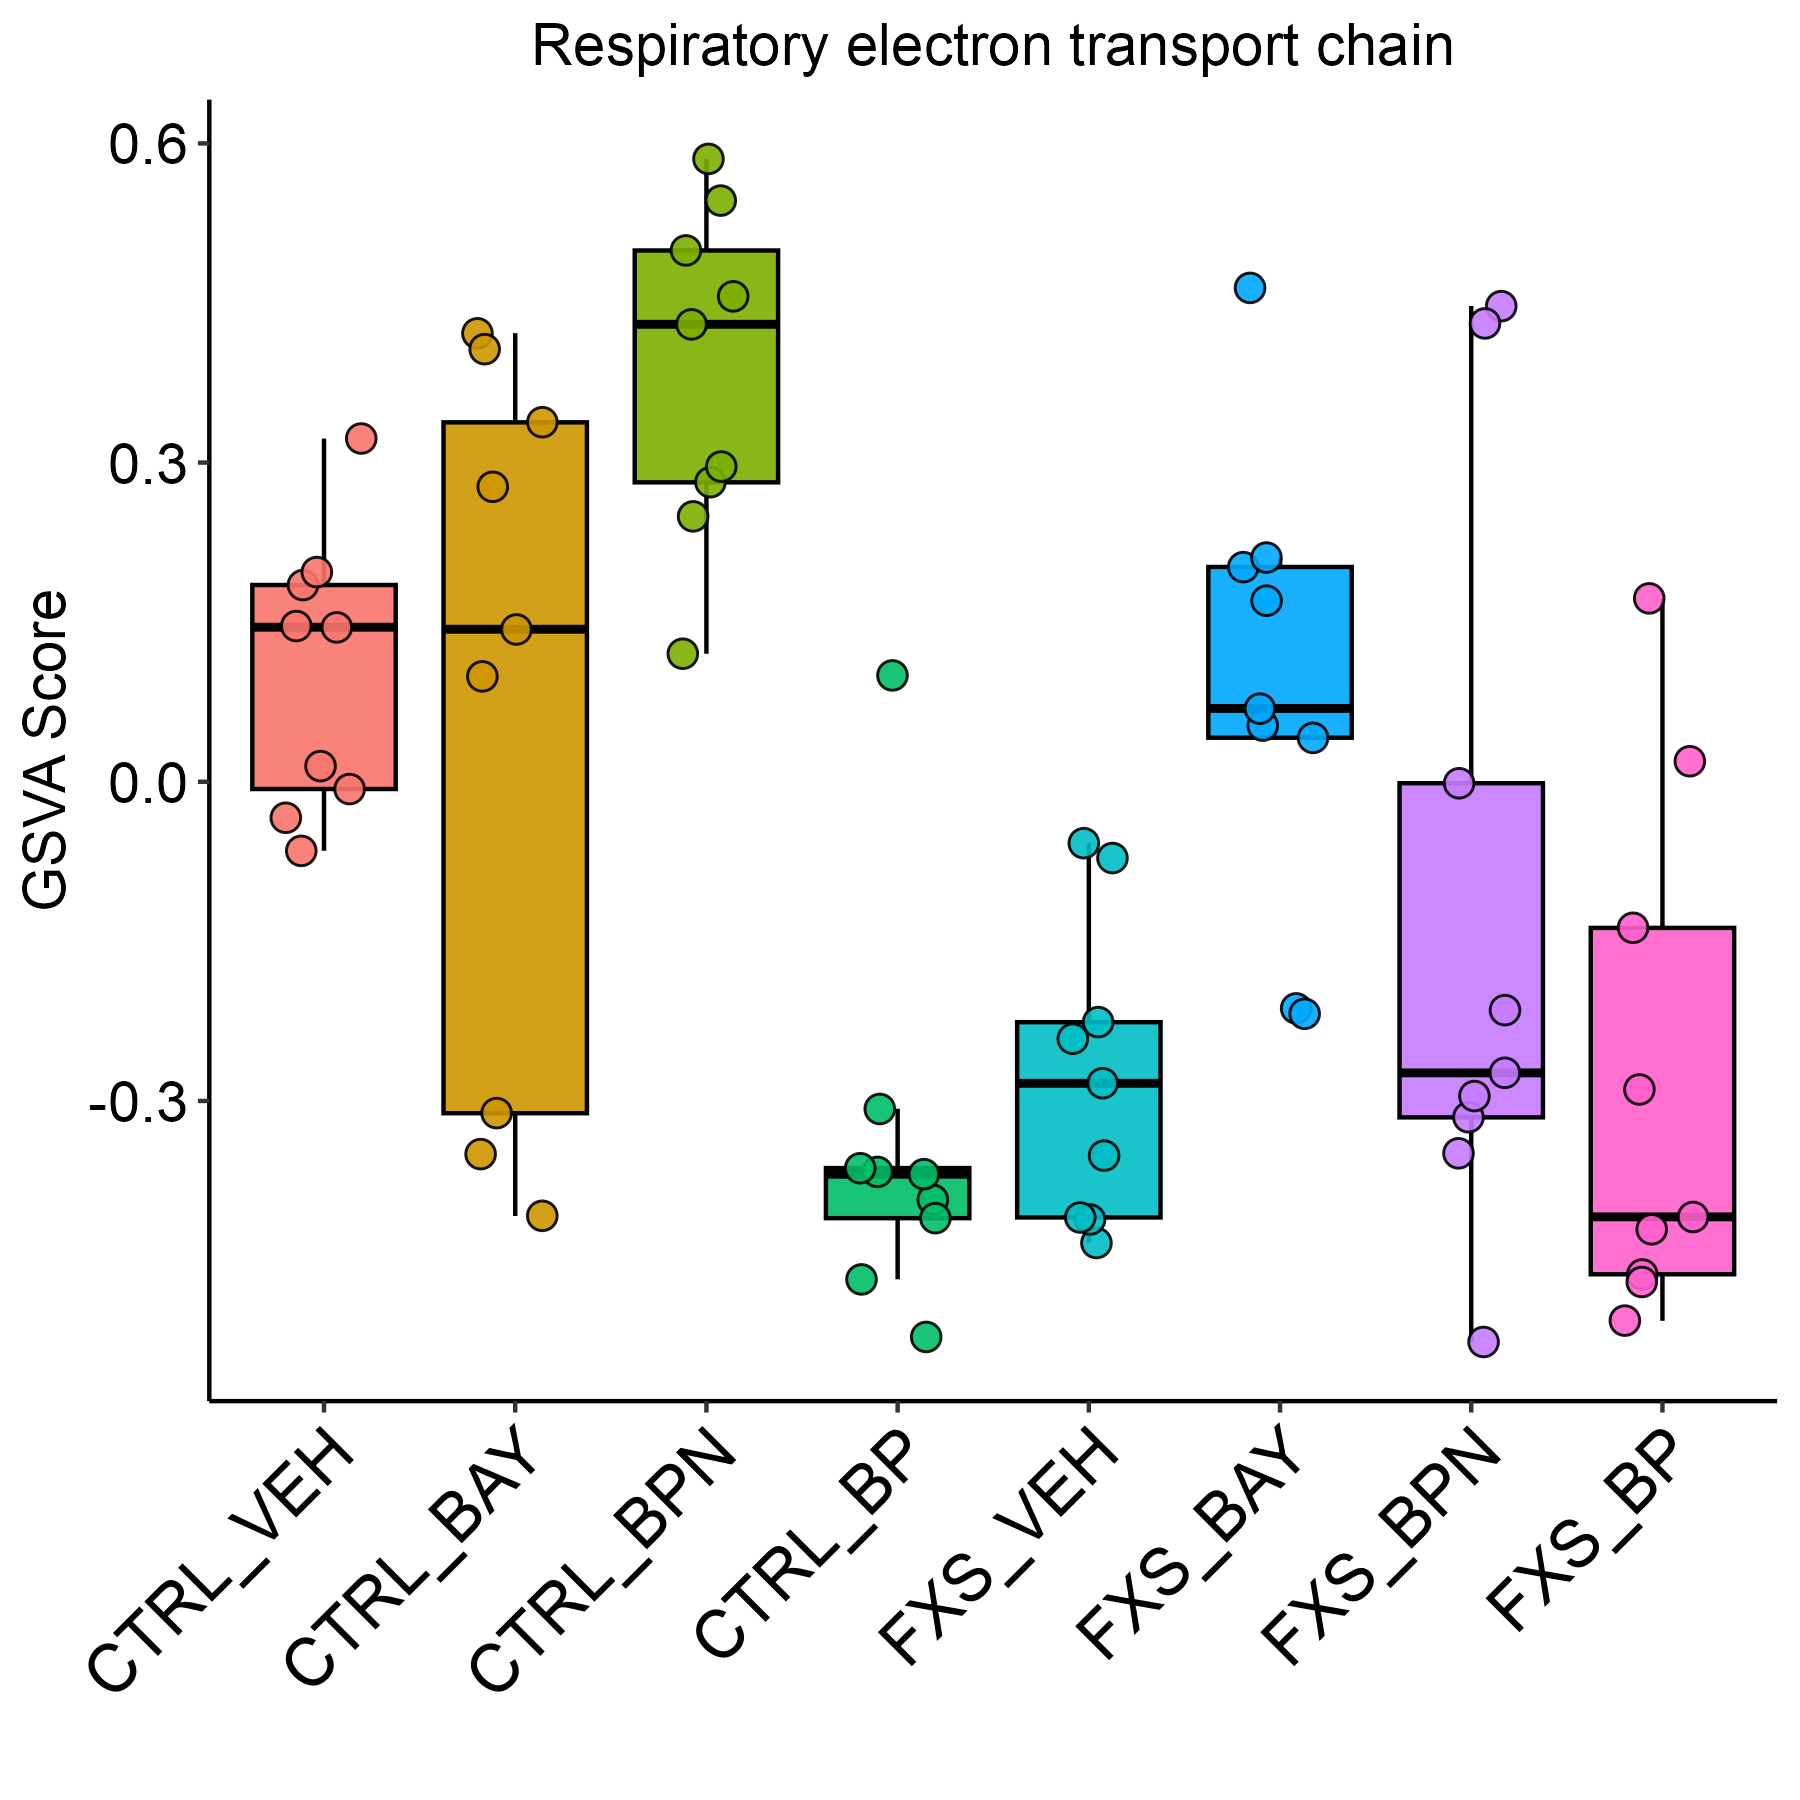 Respiratory electron transport chain
GSVA Score
0.6
0.3
0.0
-0.3
CTRL_VEH
CTRL_BAY
CTRL_BPN
CTRL_BP
FXS_VEH
FXS_BAY
FXS_BPN
FXS_BP